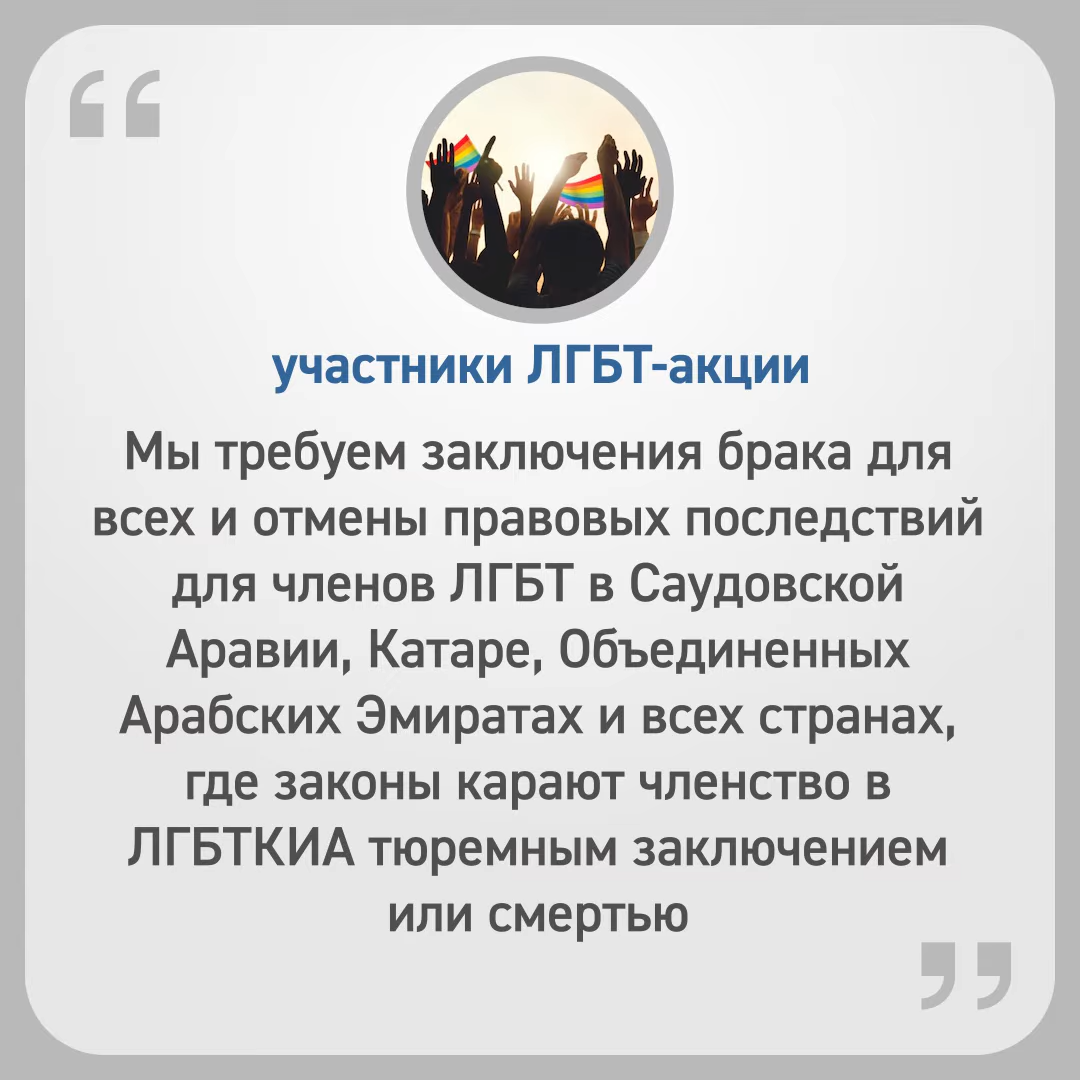 участники ЛГБТ-акции
Мы требуем заключения брака для
всех и отмены правовых последствий
для членов ЛГБТ в Саудовской
Аравии, Катаре, Объединенных
Арабских Эмиратах и всех странах,
где законы карают членство в
ЛГБТКИА тюремным заключением
или смертью